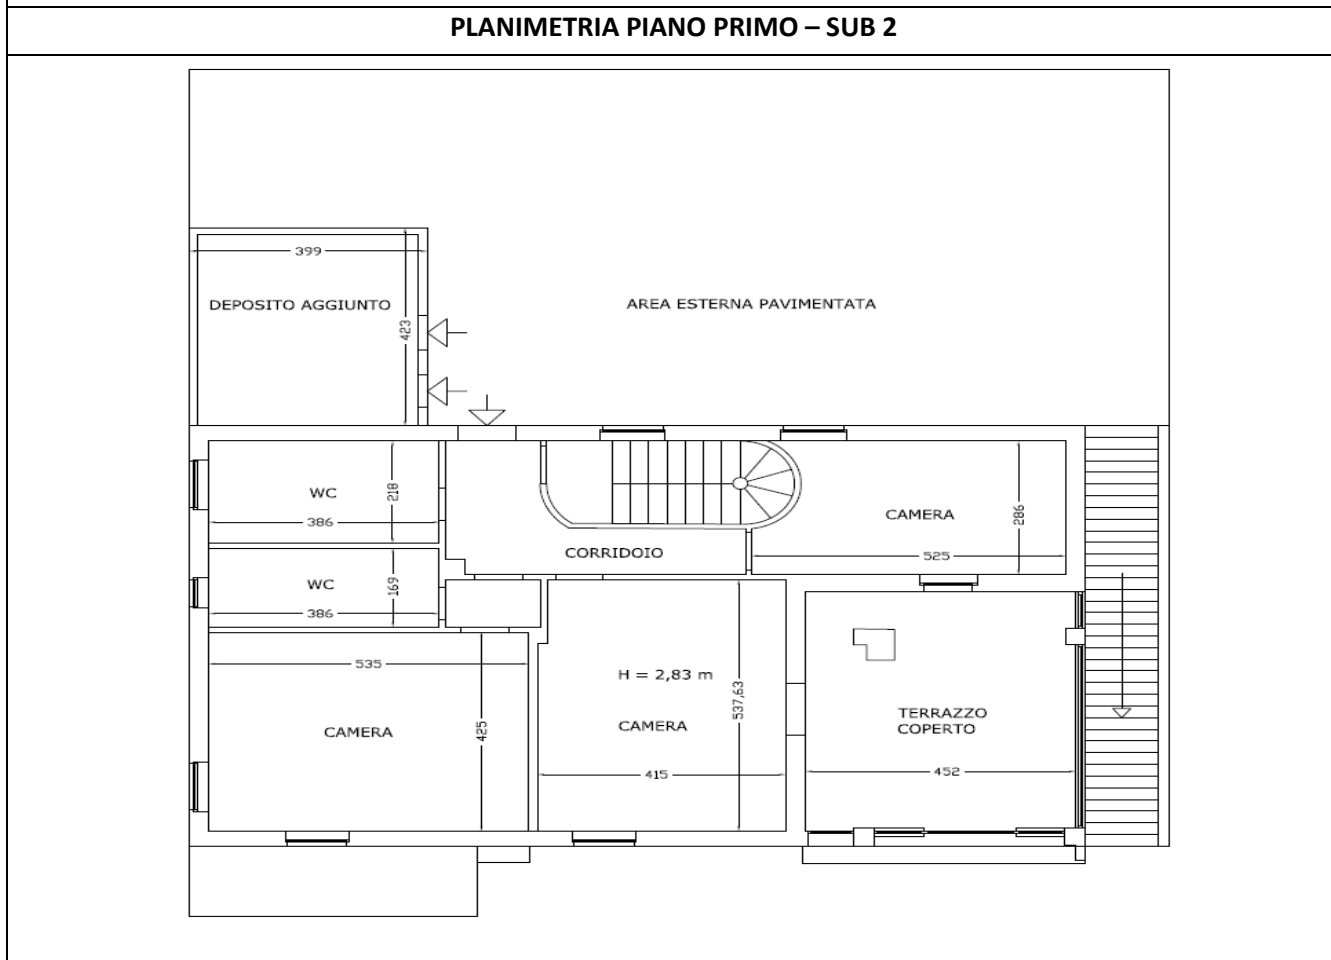 PLANIMETRIA PIANO PRIMO – SUB 2
399
DEPOSITO AGGIUNTO
423
AREA ESTERNA PAVIMENTATA
WC
218
386
CAMERA
286
525
CORRIDOIO
WC
169
386
535
CAMERA
425
H = 2,83 m
537,63
CAMERA
415
TERRAZZO
COPERTO
452